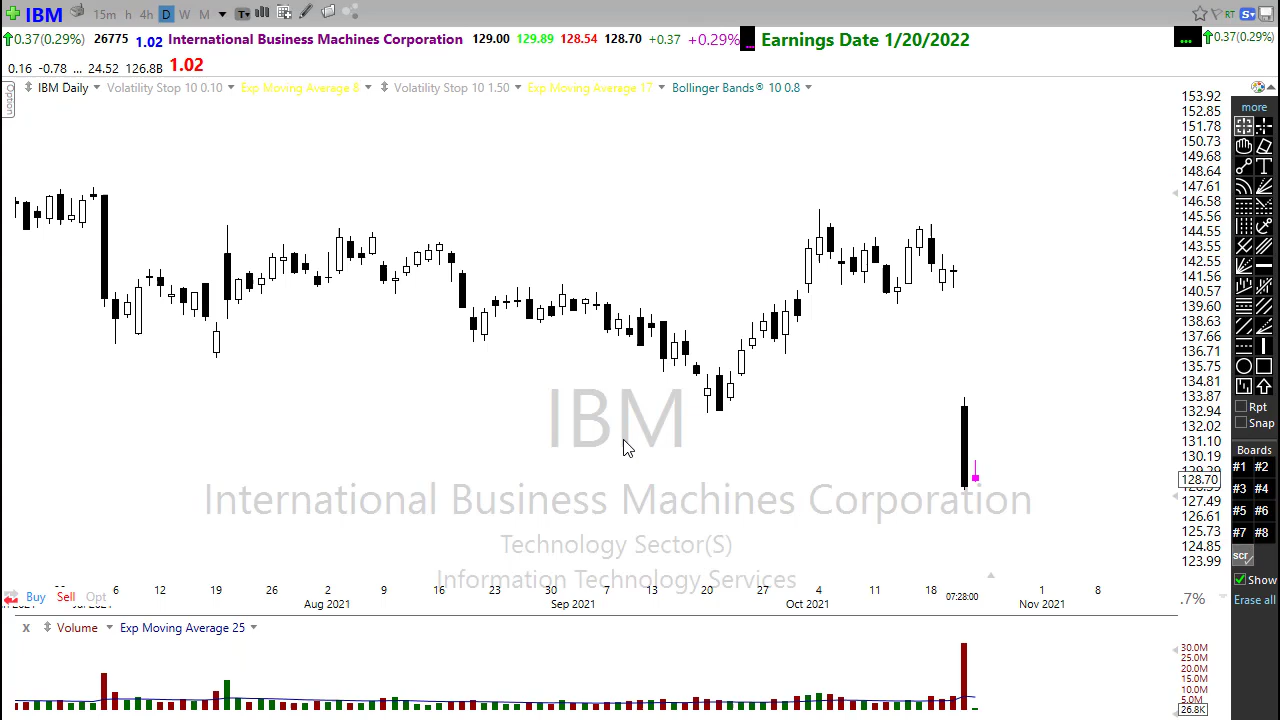 IBM 15m h 4h D W M T RT S
0.37(0.29%) 26775 1.02 International Business Machines Corporation 129.00 129.89 128.54 128.70 +0.37 +0.29% ... Earnings Date 1/20/2022 ... 0.37(0.29%)
0.16 -0.78 ... 24.52 126.8B 1.02
Option
IBM Daily Volatility Stop 10 0.10 Exp Moving Average 8 Volatility Stop 10 1.50 Exp Moving Average 17 Bollinger Bands® 10 0.8
153.92
152.85
151.78
150.73
149.68
148.64
147.61
146.58
145.56
144.55
143.55
142.55
141.56
140.57
139.60
138.63
137.66
136.71
135.75
134.81
133.87
132.94
132.02
131.10
130.19
128.70
127.49
126.61
125.73
124.85
123.99
more
T
Rpt
Snap
Boards
#1 #2
#3 #4
#5 #6
#7 #8
scr
Show
Erase all
IBM
International Business Machines Corporation
Technology Sector(S)
Information Technology Services
Buy Sell Opt
6 12 19 26 2 9 16 23 30 7 13 20 27 4 11 18 07:28:00 1 8
Aug 2021 Sep 2021 Oct 2021 Nov 2021
.7%
X Volume Exp Moving Average 25
30.0M
25.0M
20.0M
15.0M
10.0M
5.0M
26.8K